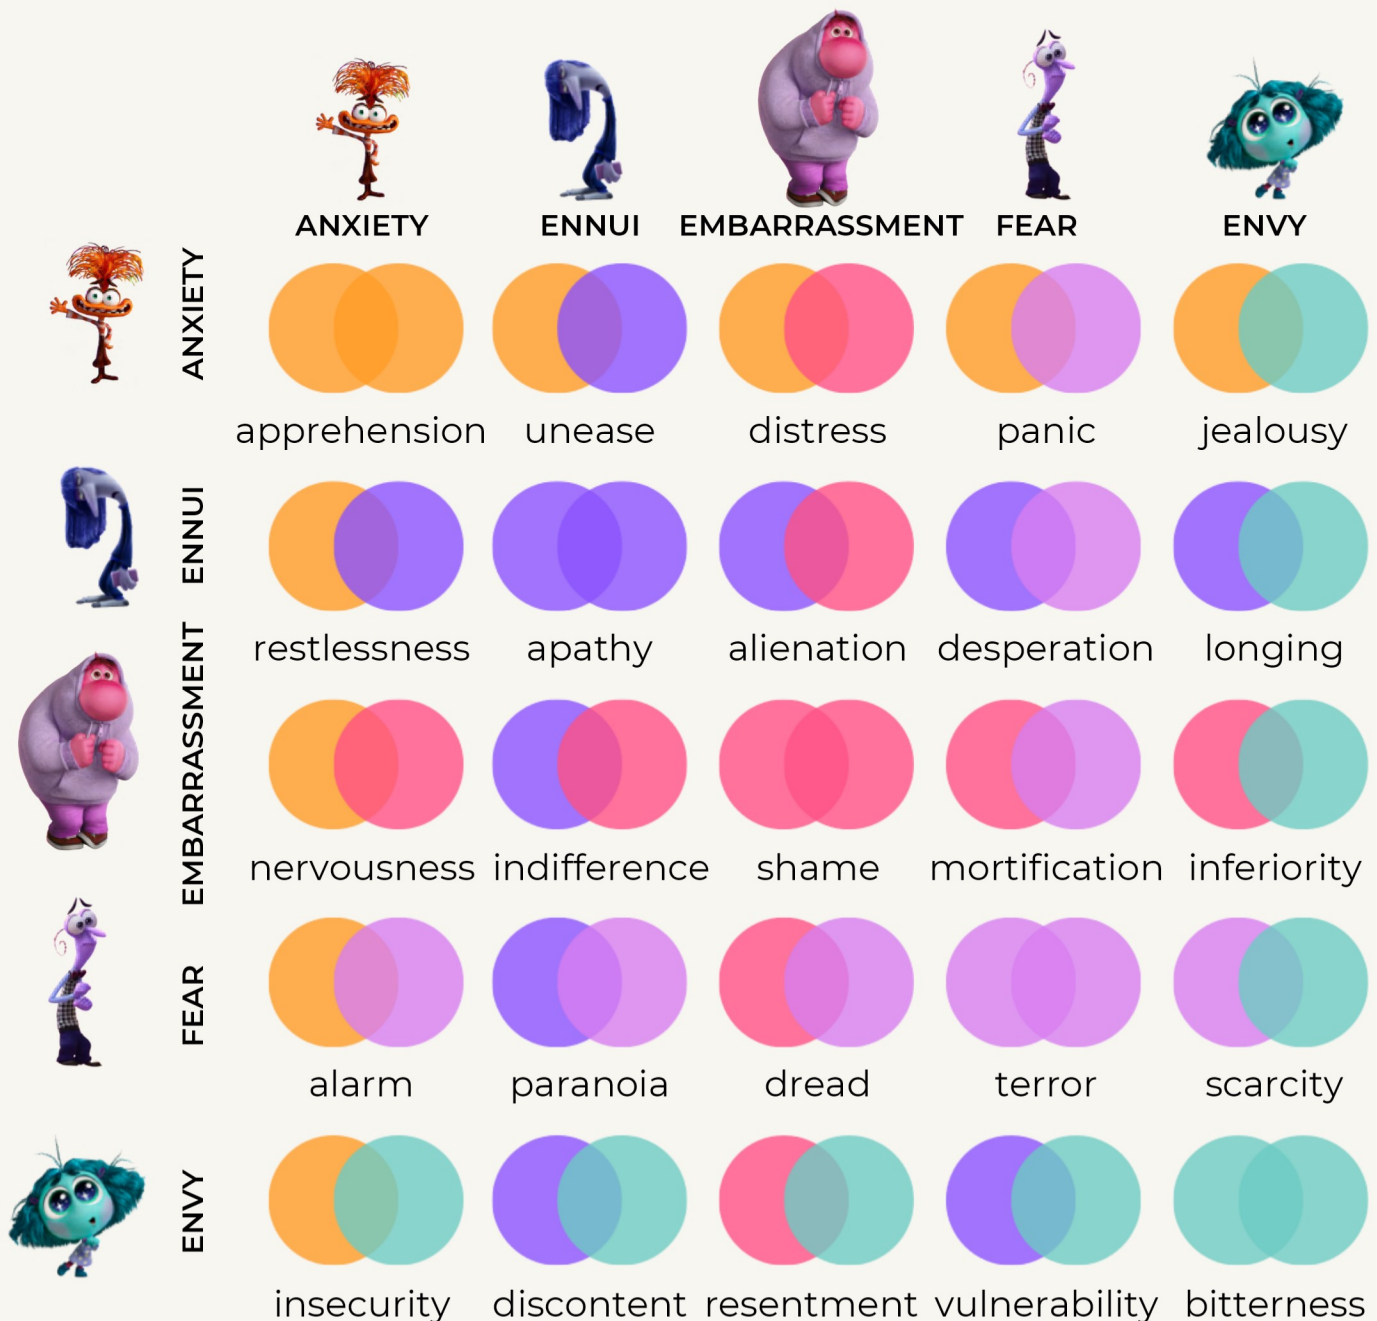 ANXIETY ENNUI EMBARRASSMENT FEAR ENVY
ANXIETY
apprehension unease distress panic jealousy
ENNUI
restlessness apathy alienation desperation longing
EMBARRASSMENT
nervousness indifference shame mortification inferiority
FEAR
alarm paranoia dread terror scarcity
ENVY
insecurity discontent resentment vulnerability bitterness